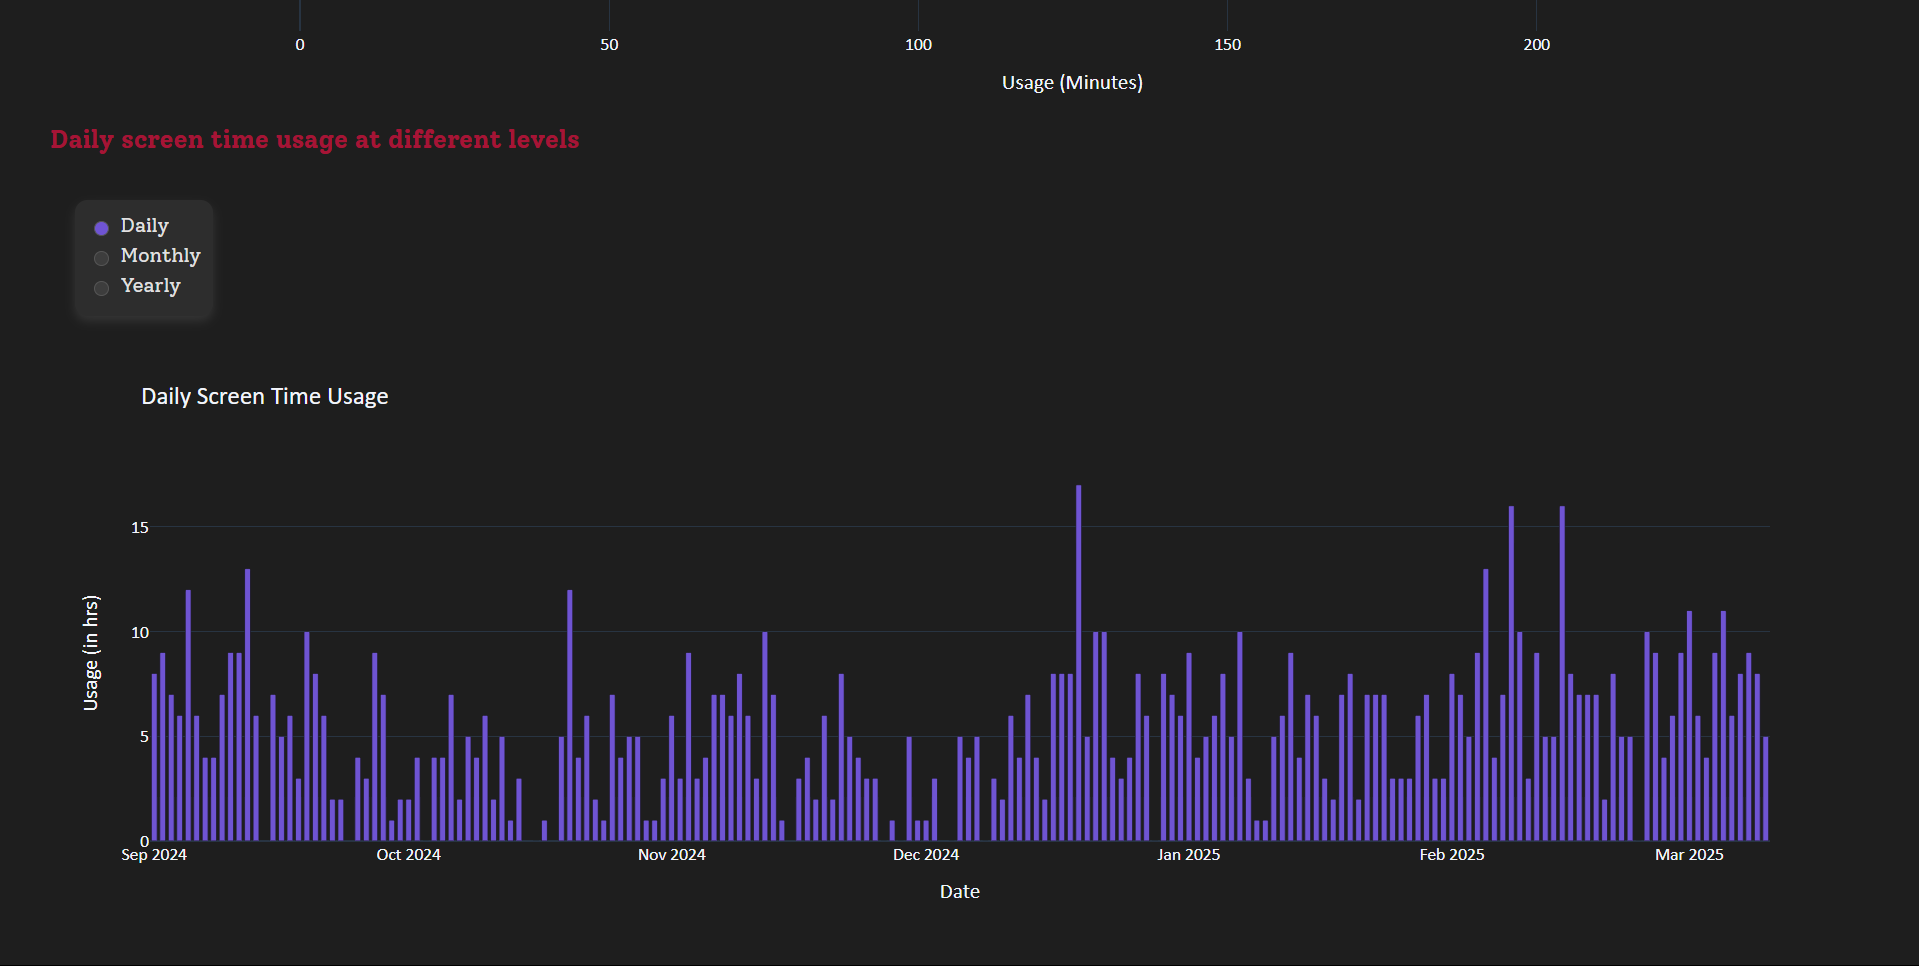 0 50 100 150 200
Usage (Minutes)
Daily screen time usage at different levels
Daily
Monthly
Yearly
Daily Screen Time Usage
15
10
5
0
Usage (in hrs)
Sep 2024 Oct 2024 Nov 2024 Dec 2024 Jan 2025 Feb 2025 Mar 2025
Date